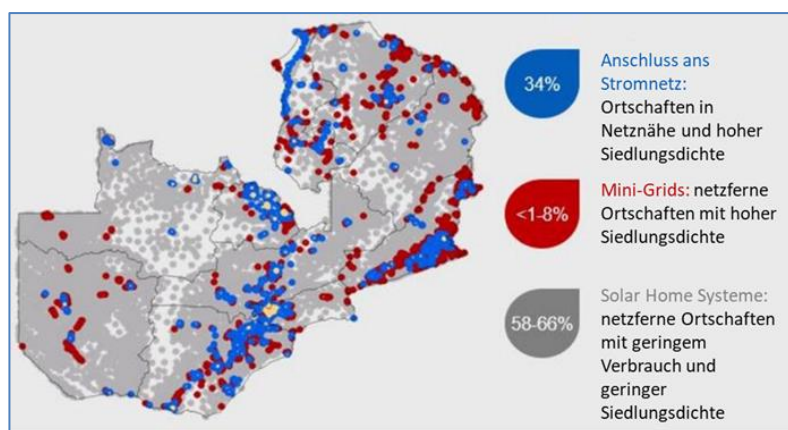 34%
Anschluss ans
Stromnetz:
Ortschaften in
Netznähe und hoher
Siedlungsdichte
<1-8%
Mini-Grids: netzferne
Ortschaften mit hoher
Siedlungsdichte
58-66%
Solar Home Systeme:
netzferne Ortschaften
mit geringem
Verbrauch und
geringer
Siedlungsdichte